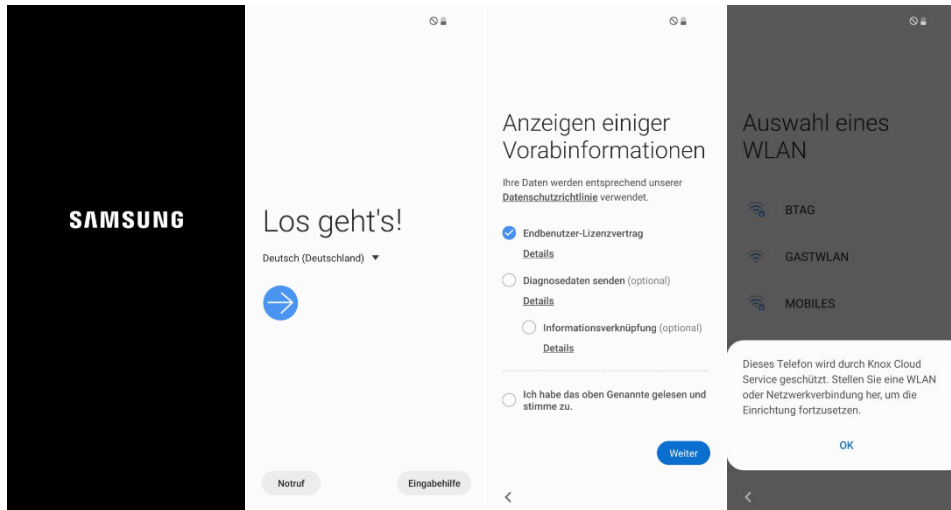 SAMSUNG
Los geht's!
Deutsch (Deutschland)
Notruf
Eingabehilfe
Anzeigen einiger
Vorabinformationen
Ihre Daten werden entsprechend unserer
Datenschutzrichtlinie verwendet.
Endbenutzer-Lizenzvertrag
Details
Diagnosedaten senden (optional)
Details
Informationsverknüpfung (optional)
Details
Ich habe das oben Genannte gelesen und
stimme zu.
Weiter
Auswahl eines
WLAN
BTAG
GASTWLAN
MOBILES
Dieses Telefon wird durch Knox Cloud
Service geschützt. Stellen Sie eine WLAN
oder Netzwerkverbindung her, um die
Einrichtung fortzusetzen.
OK